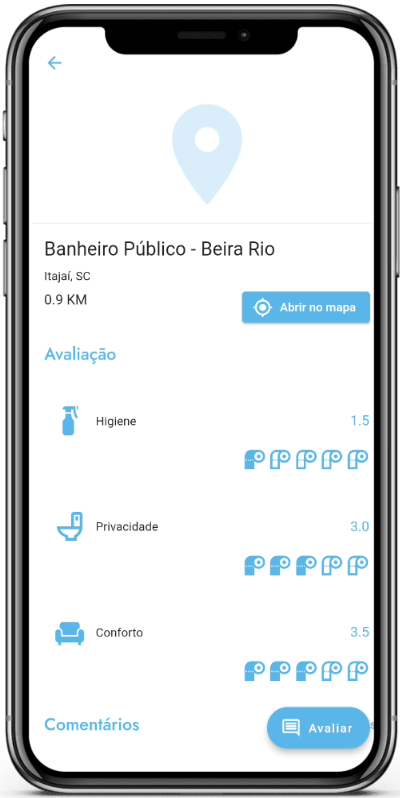 Banheiro Público - Beira Rio
Itajaí, SC
0.9 KM
Abrir no mapa
Avaliação
Higiene
1.5
Privacidade
3.0
Conforto
3.5
Comentários
Avaliar